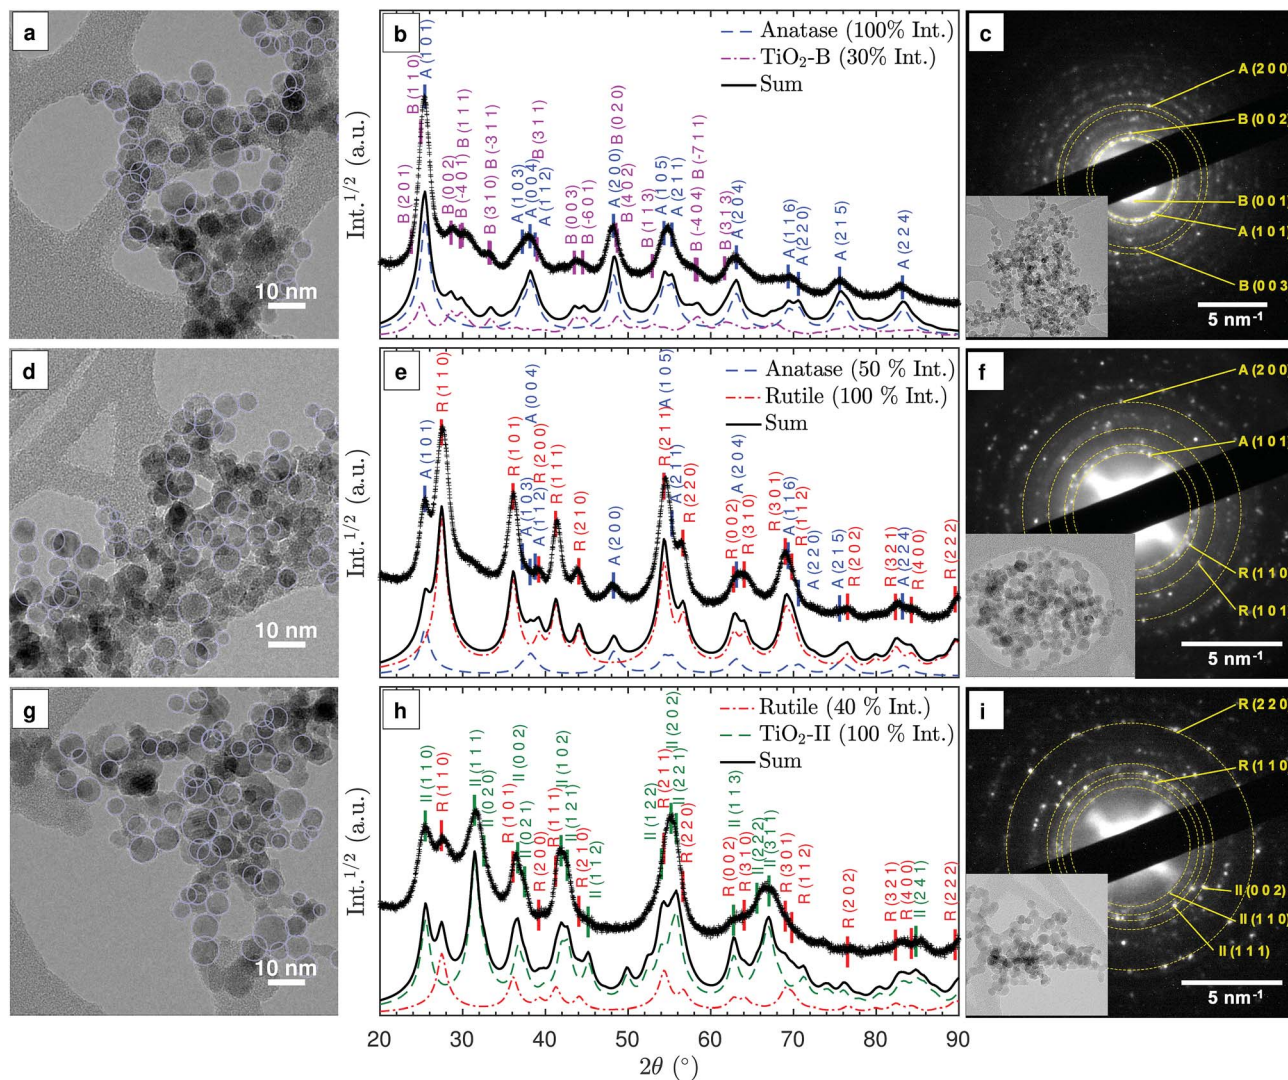 a
10 nm
b
Int.1/2 (a.u.)
Anatase (100% Int.)
TiO2-B (30% Int.)
Sum
B (2 0 1)
B (1 1 0)
A (1 0 1)
B (0 0 2)
B (-4 0 1)
B (1 1 1)
B (3 1 0)
B (-3 1 1)
A (1 0 3)
A (0 0 4)
A (1 1 2)
B (3 1 1)
B (0 0 3)
B (-6 0 1)
A (2 0 0)
B (0 2 0)
B (4 0 2)
B (1 1 3)
A (1 0 5)
A (2 1 1)
B (-4 0 4)
B (-7 1 1)
B (3 1 3)
A (2 0 4)
A (1 1 6)
A (2 2 0)
A (2 1 5)
A (2 2 4)
c
A (2 0 0)
B (0 0 2)
B (0 0 1)
A (1 0 1)
B (0 0 3)
5 nm-1
d
10 nm
e
Int.1/2 (a.u.)
Anatase (50 % Int.)
Rutile (100 % Int.)
Sum
A (1 0 1)
R (1 1 0)
R (1 0 1)
A (1 0 3)
A (0 0 4)
A (1 1 2)
R (2 0 0)
R (1 1 1)
R (2 1 0)
A (2 0 0)
R (2 1 1)
A (1 0 5)
A (2 1 1)
R (2 2 0)
R (0 0 2)
A (2 0 4)
R (3 1 0)
R (3 0 1)
A (1 1 6)
R (1 1 2)
A (2 2 0)
A (2 1 5)
R (2 0 2)
R (3 2 1)
A (2 2 4)
R (4 0 0)
R (2 2 2)
f
A (2 0 0)
A (1 0 1)
R (1 1 0)
R (1 0 1)
5 nm-1
g
10 nm
h
Int.1/2 (a.u.)
Rutile (40 % Int.)
TiO2-II (100 % Int.)
Sum
II (1 1 0)
R (1 1 0)
II (1 1 1)
II (0 2 0)
R (1 0 1)
II (0 0 2)
II (0 2 1)
R (2 0 0)
R (1 1 1)
II (1 0 2)
II (1 2 1)
R (2 1 0)
II (1 1 2)
II (1 2 2)
R (2 1 1)
II (2 0 2)
II (2 2 1)
R (2 2 0)
R (0 0 2)
II (1 1 3)
R (3 1 0)
II (2 2 2)
II (3 1 1)
R (3 0 1)
R (1 1 2)
R (2 0 2)
R (3 2 1)
R (4 0 0)
II (2 4 1)
R (2 2 2)
20 30 40 50 60 70 80 90
2θ (°)
i
R (2 2 0)
R (1 1 0)
II (0 0 2)
II (1 1 0)
II (1 1 1)
5 nm-1